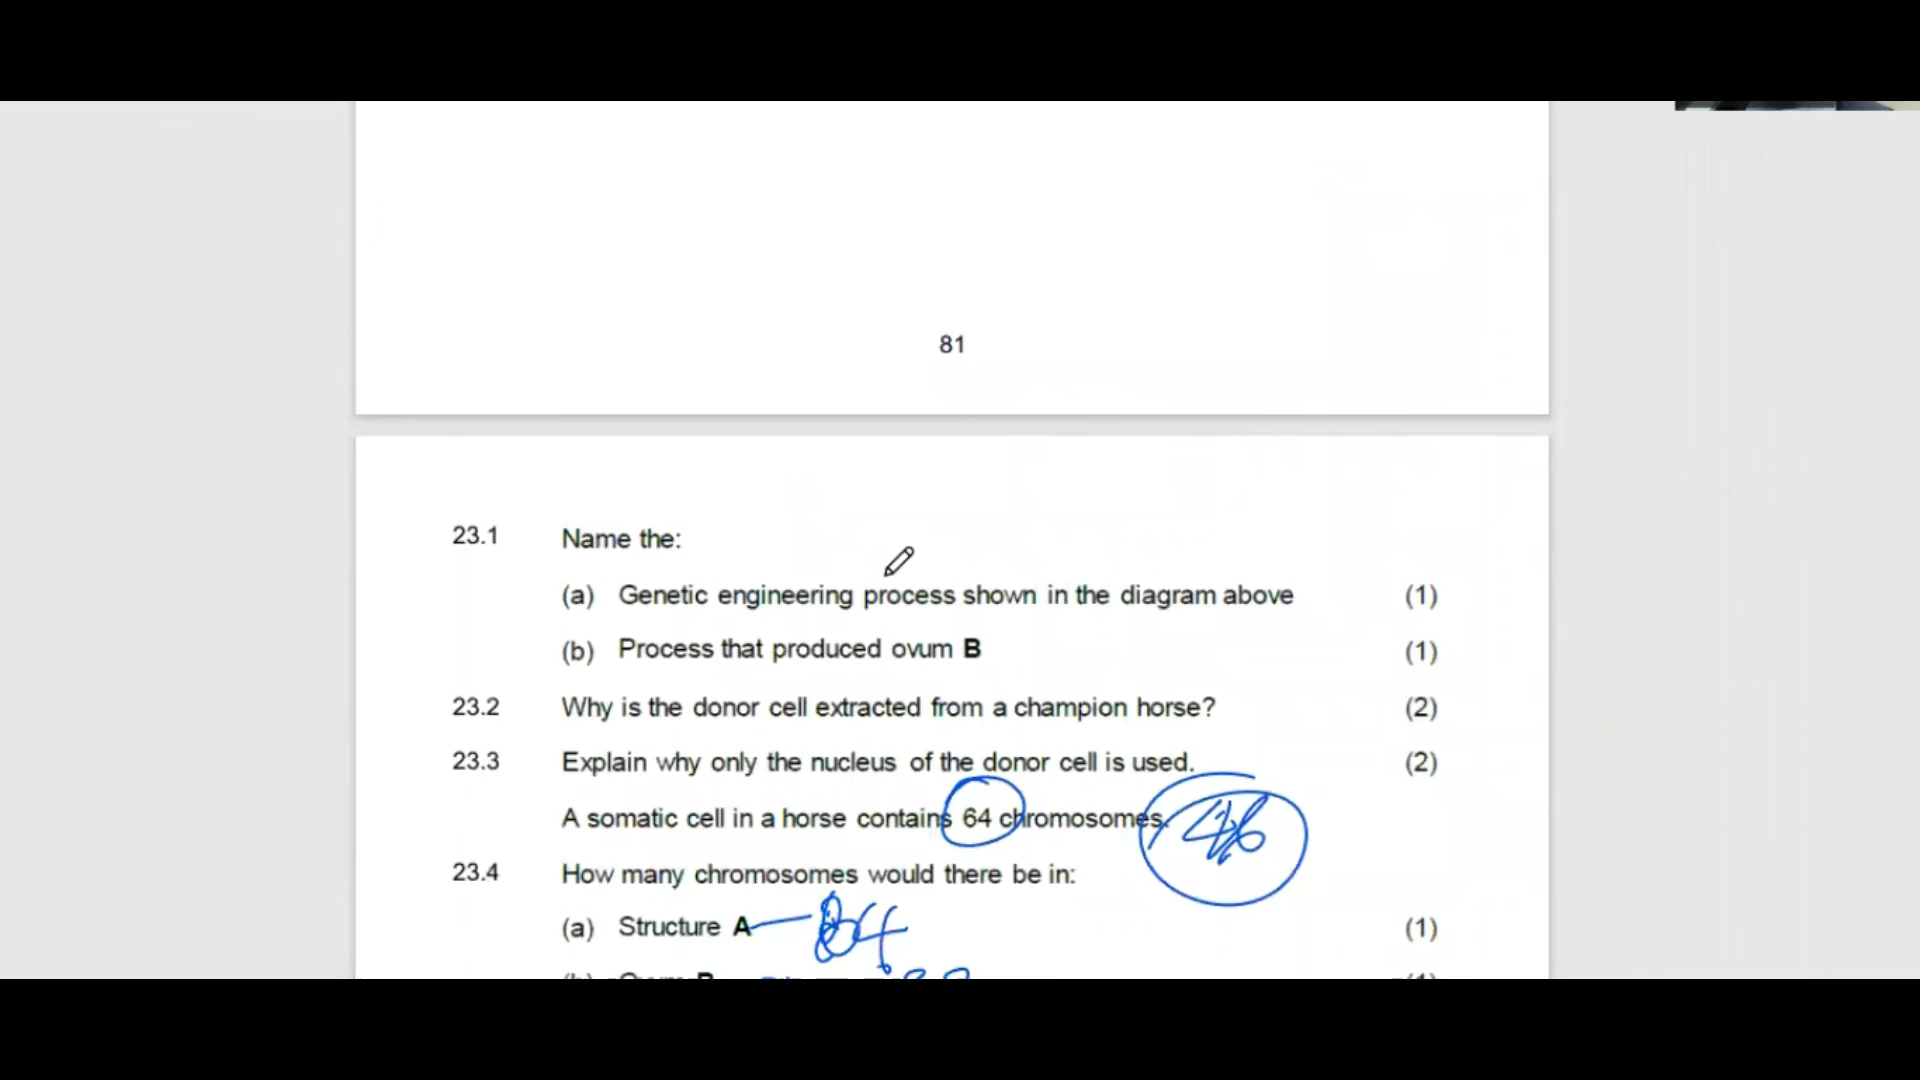 81
23.1 Name the:
(a) Genetic engineering process shown in the diagram above (1)
(b) Process that produced ovum B (1)
23.2 Why is the donor cell extracted from a champion horse? (2)
23.3 Explain why only the nucleus of the donor cell is used. (2)
A somatic cell in a horse contains 64 chromosomes. 46
23.4 How many chromosomes would there be in:
(a) Structure A 64 (1)